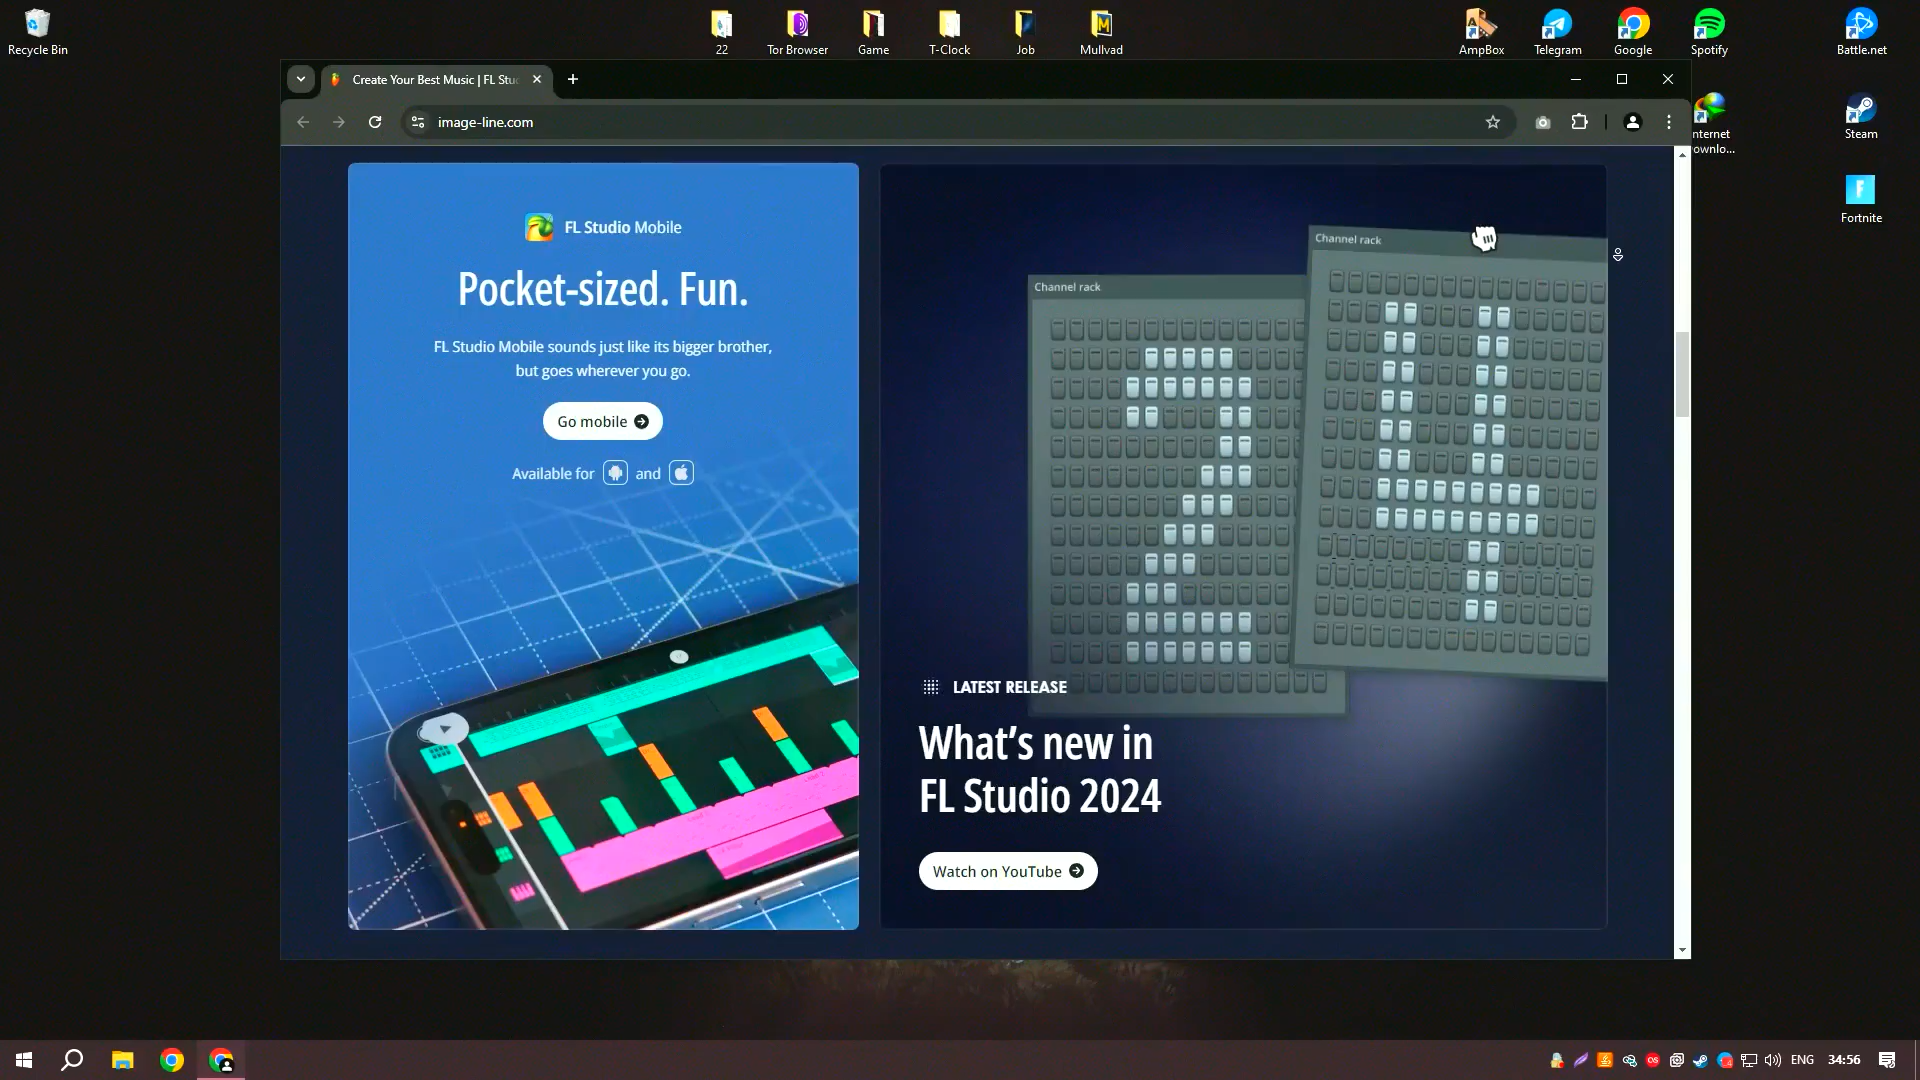 Recycle Bin
22
Tor Browser
Game
T-Clock
Job
Mullvad
AmpBox
Telegram
Google
Spotify
Battle.net
Create Your Best Music | FL Stu
image-line.com
nternet
ownlo...
Steam
Fortnite
FL Studio Mobile
Pocket-sized. Fun.
FL Studio Mobile sounds just like its bigger brother,
but goes wherever you go.
Go mobile
Available for and
Channel rack
Channel rack
LATEST RELEASE
What's new in
FL Studio 2024
Watch on YouTube
ENG
34:56